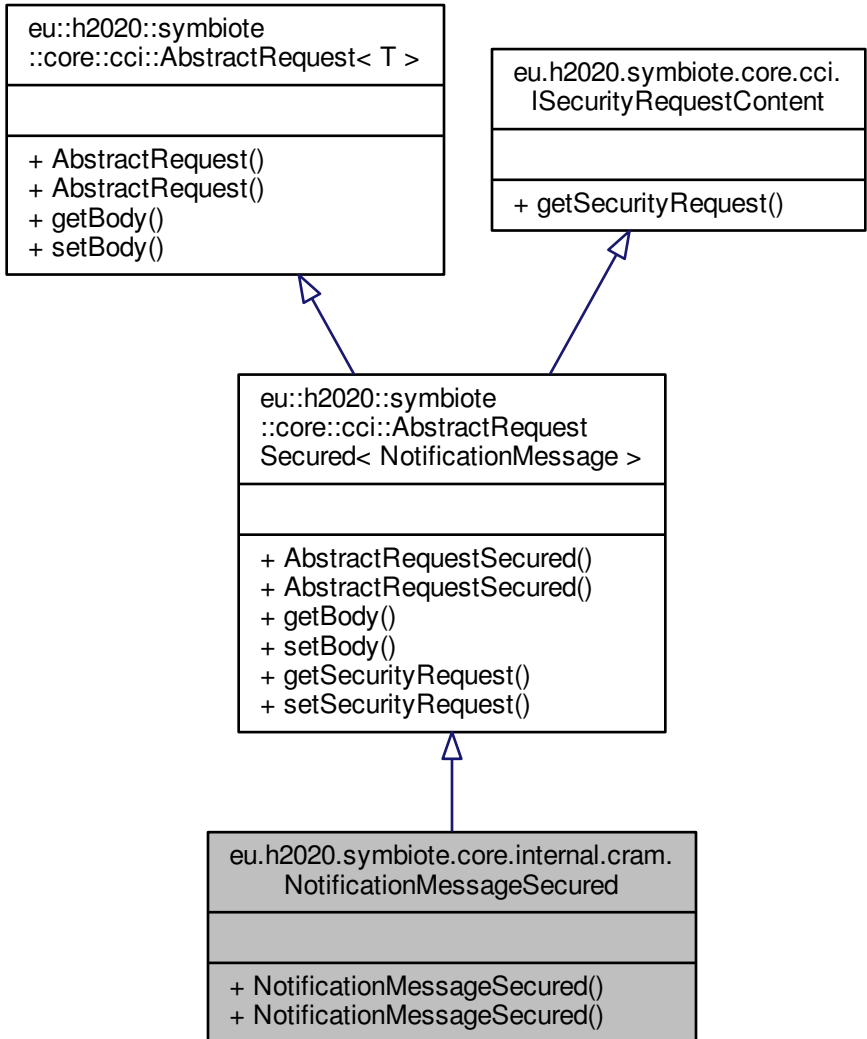 eu::h2020::symbiote
::core::cci::AbstractRequest< T >
+ AbstractRequest()
+ AbstractRequest()
+ getBody()
+ setBody()
eu.h2020.symbiote.core.cci.
ISecurityRequestContent
+ getSecurityRequest()
eu::h2020::symbiote
::core::cci::AbstractRequest
Secured< NotificationMessage >
+ AbstractRequestSecured()
+ AbstractRequestSecured()
+ getBody()
+ setBody()
+ getSecurityRequest()
+ setSecurityRequest()
eu.h2020.symbiote.core.internal.cram.
NotificationMessageSecured
+ NotificationMessageSecured()
+ NotificationMessageSecured()